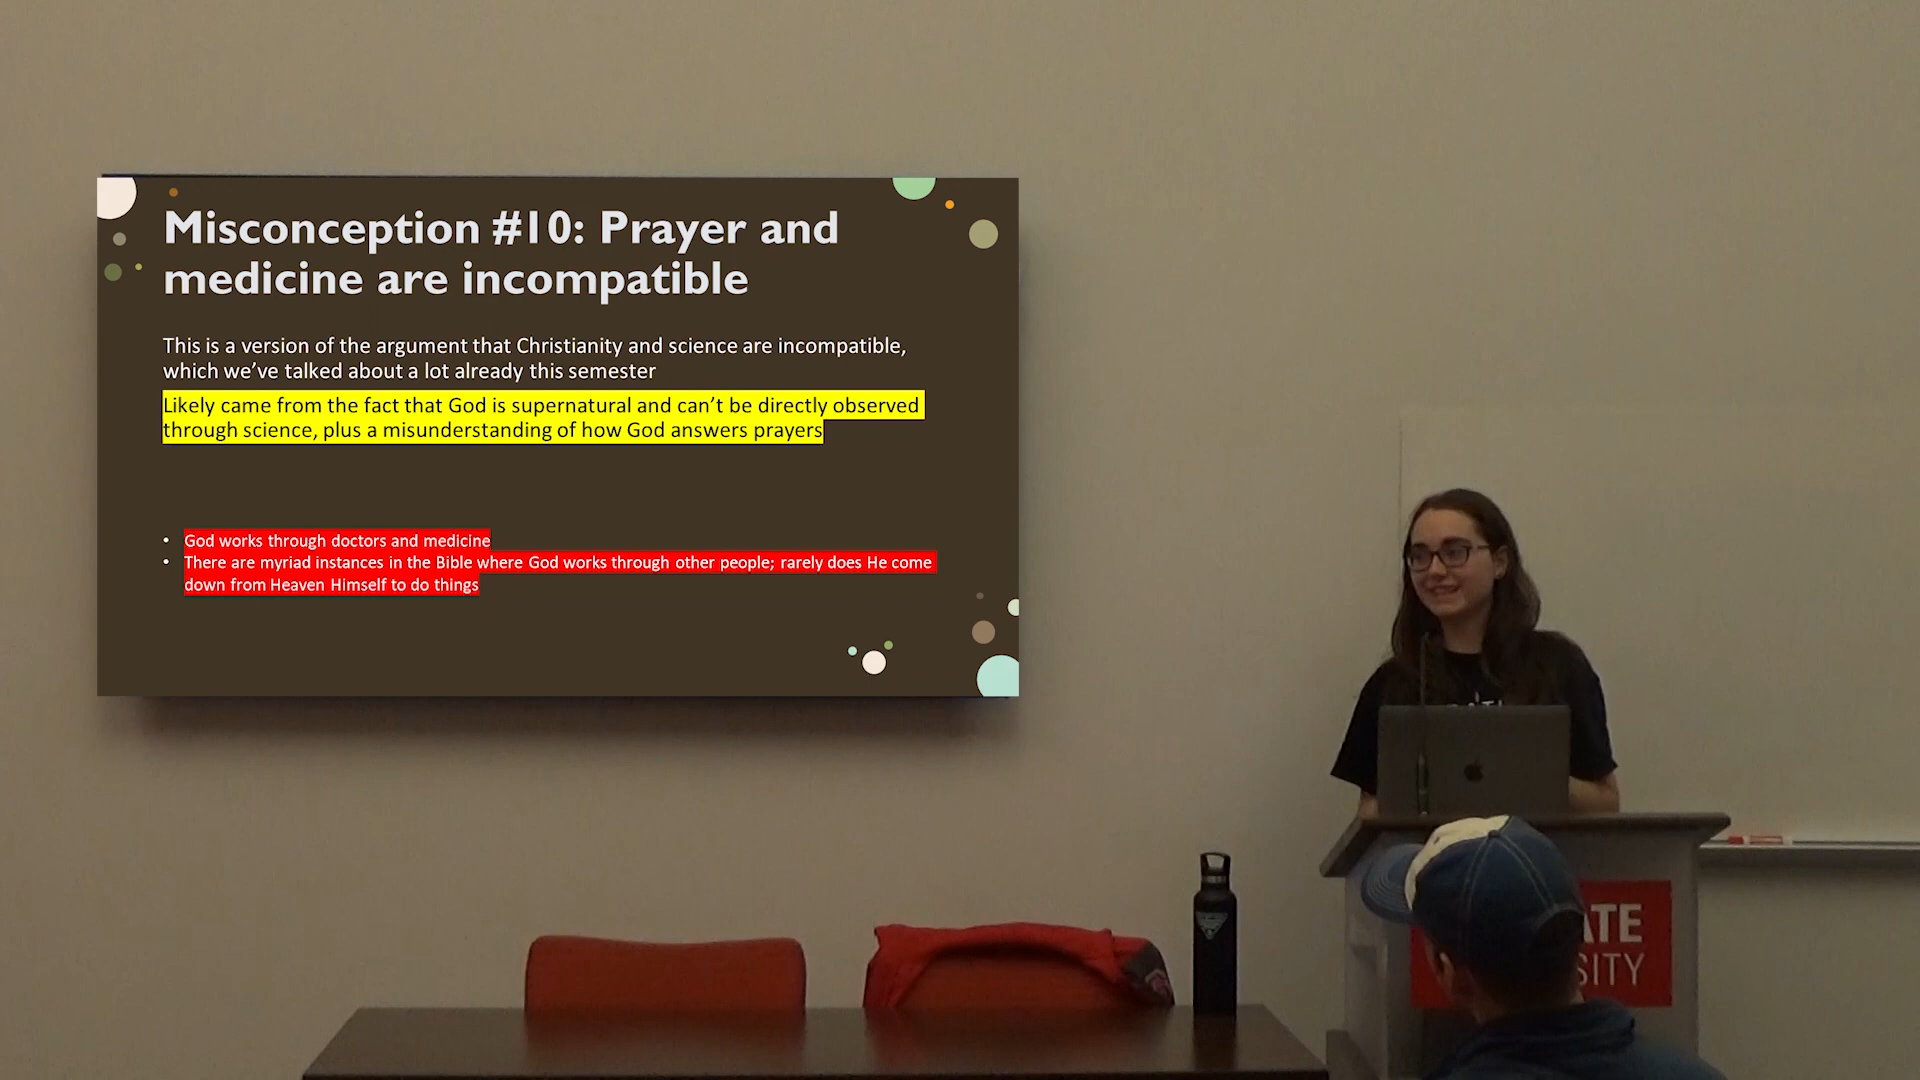 Misconception #10: Prayer and
medicine are incompatible
This is a version of the argument that Christianity and science are incompatible,
which we’ve talked about a lot already this semester
Likely came from the fact that God is supernatural and can’t be directly observed
through science, plus a misunderstanding of how God answers prayers
• God works through doctors and medicine
• There are myriad instances in the Bible where God works through other people; rarely does He come
down from Heaven Himself to do things
ATE
SITY